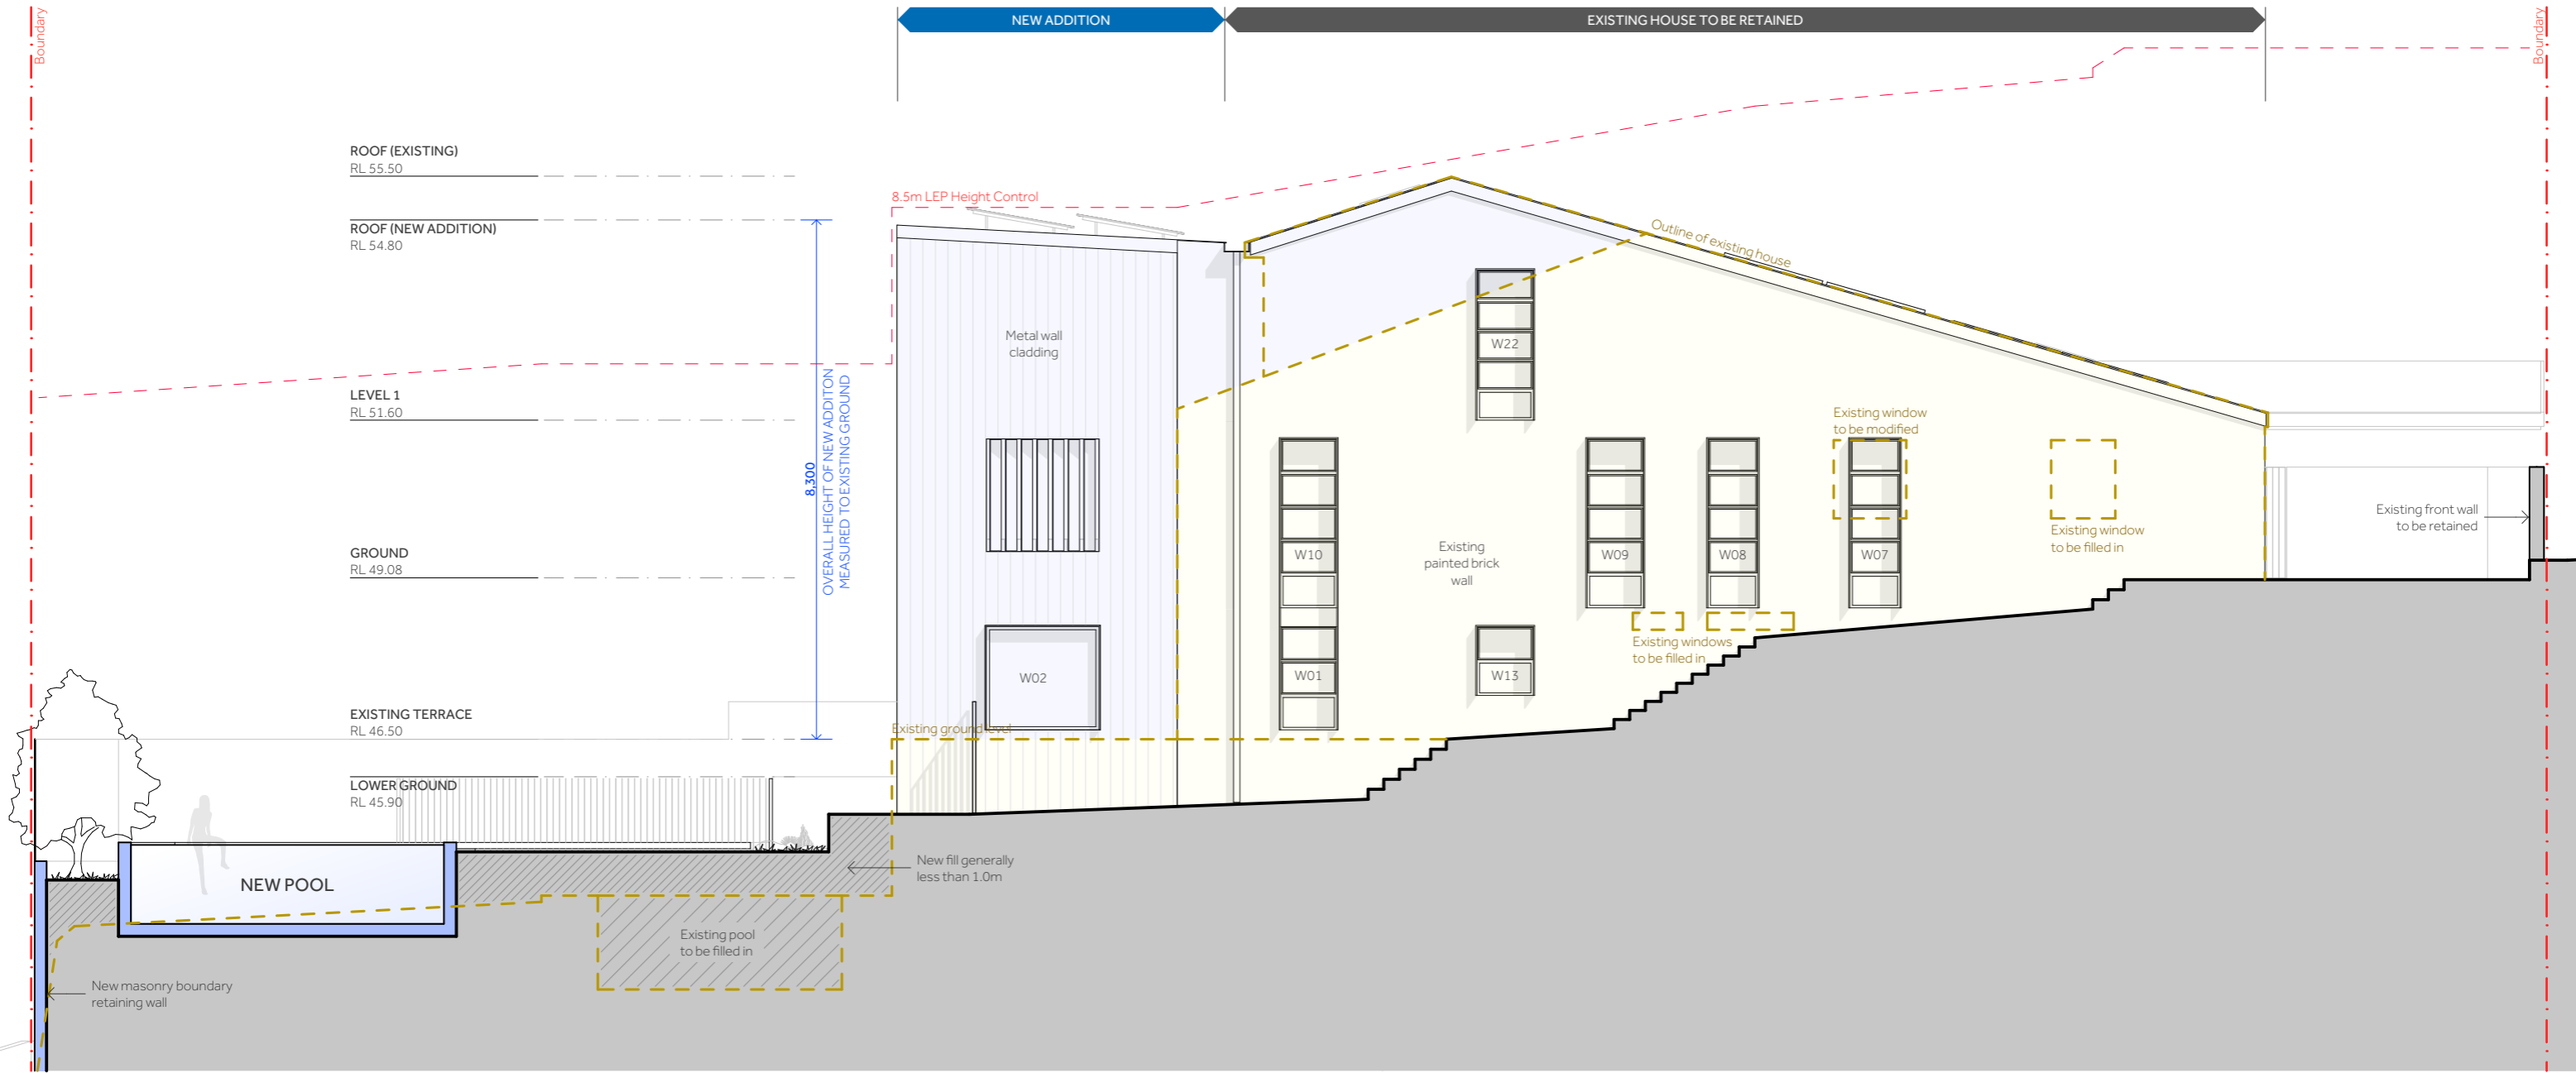 NEW ADDITION
EXISTING HOUSE TO BE RETAINED
Boundary
Boundary
ROOF (EXISTING)
RL 55.50
8.5m LEP Height Control
ROOF (NEW ADDITION)
RL 54.80
Outline of existing house
Metal wall
cladding
W22
LEVEL 1
RL 51.60
8,300
OVERALL HEIGHT OF NEW ADDITON
MEASURED TO EXISTING GROUND
Existing window
to be modified
Existing front wall
to be retained
Existing window
to be filled in
GROUND
RL 49.08
W10
Existing
painted brick
wall
W09
W08
W07
Existing windows
to be filled in
W02
W01
W13
EXISTING TERRACE
RL 46.50
Existing ground level
LOWER GROUND
RL 45.90
NEW POOL
New fill generally
less than 1.0m
Existing pool
to be filled in
New masonry boundary
retaining wall